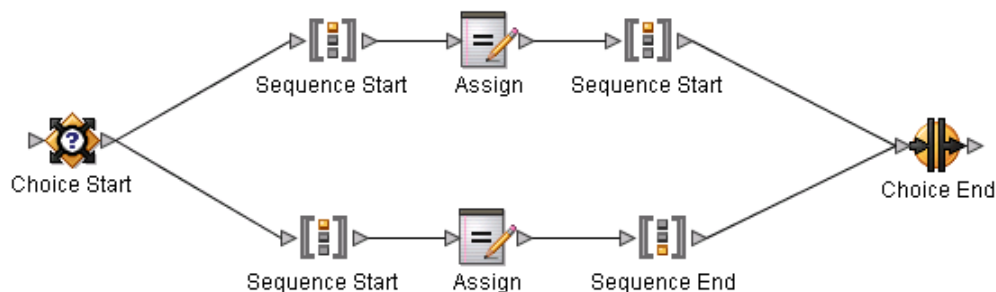 Sequence Start
Assign
Sequence Start
Choice Start
Choice End
Sequence Start
Assign
Sequence End